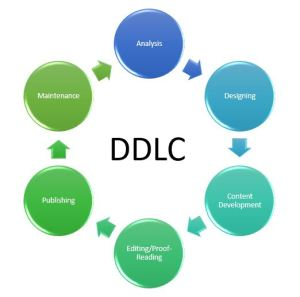 Analysis
Designing
Content
Development
Editing/Proof-
Reading
Publishing
Maintenance
DDLC